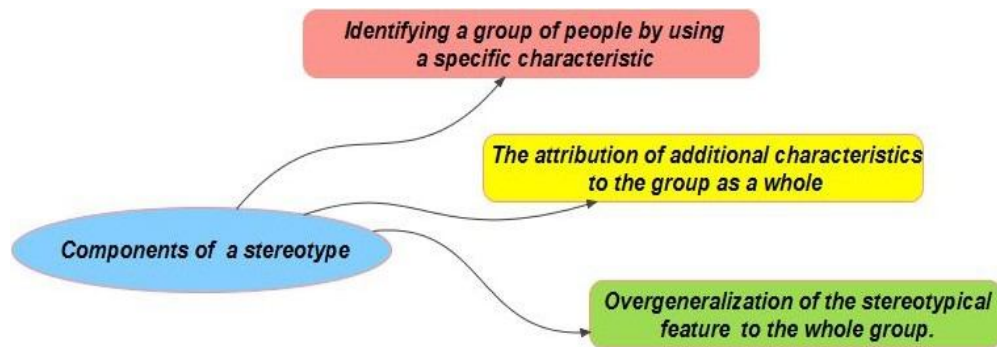 Identifying a group of people by using
a specific characteristic
The attribution of additional characteristics
to the group as a whole
Components of a stereotype
Overgeneralization of the stereotypical
feature to the whole group.